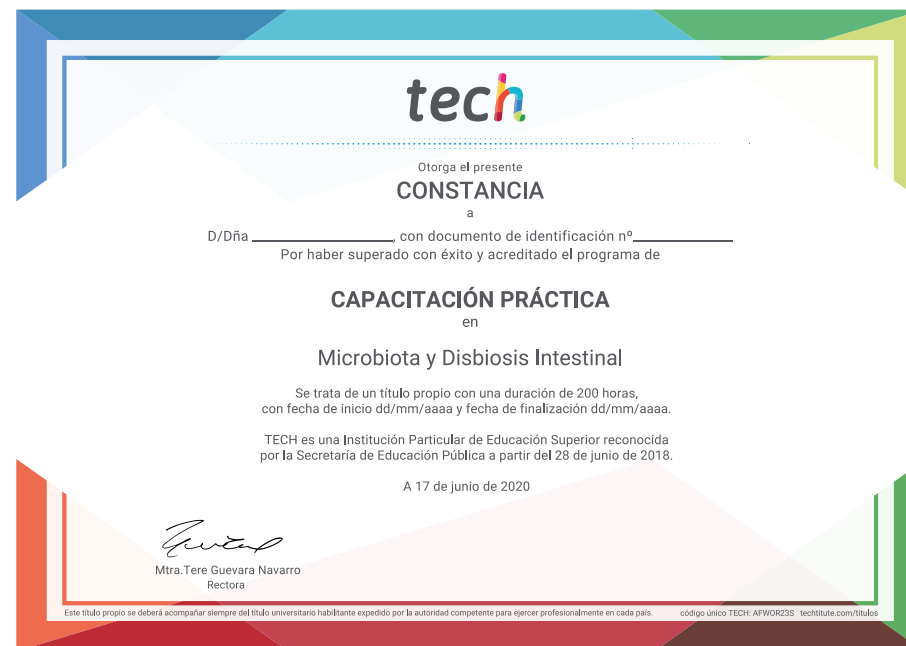 tech
Otorga el presente
CONSTANCIA
a
D/Dña ____________________, con documento de identificación nº______________
Por haber superado con éxito y acreditado el programa de
CAPACITACIÓN PRÁCTICA
en
Microbiota y Disbiosis Intestinal
Se trata de un título propio con una duración de 200 horas,
con fecha de inicio dd/mm/aaaa y fecha de finalización dd/mm/aaaa.
TECH es una Institución Particular de Educación Superior reconocida
por la Secretaría de Educación Pública a partir del 28 de junio de 2018.
A 17 de junio de 2020
Mtra.Tere Guevara Navarro
Rectora
Este título propio se deberá acompañar siempre del título universitario habilitante expedido por la autoridad competente para ejercer profesionalmente en cada país. código único TECH: AFWOR23S techtitute.com/titulos